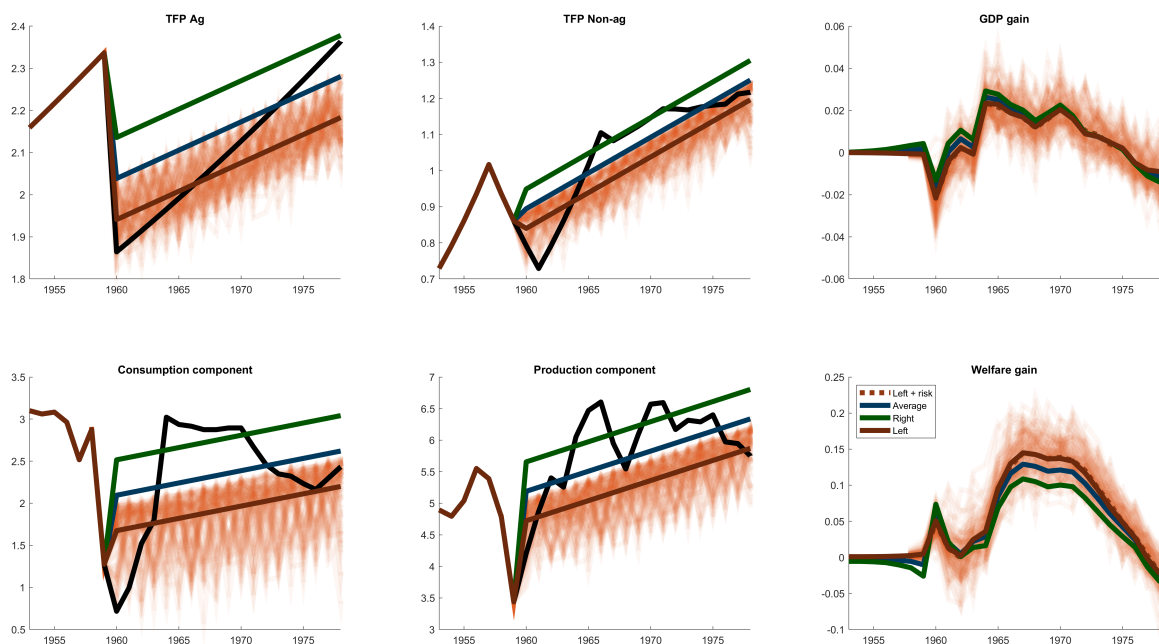 TFP Ag
2.4
2.3
2.2
2.1
2
1.9
1.8
1955 1960 1965 1970 1975
TFP Non-ag
1.4
1.3
1.2
1.1
1
0.9
0.8
0.7
1955 1960 1965 1970 1975
GDP gain
0.06
0.04
0.02
0
-0.02
-0.04
-0.06
1955 1960 1965 1970 1975
Consumption component
3.5
3
2.5
2
1.5
1
0.5
1955 1960 1965 1970 1975
Production component
7
6.5
6
5.5
5
4.5
4
3.5
3
1955 1960 1965 1970 1975
Welfare gain
0.25
0.2
0.15
0.1
0.05
0
-0.05
-0.1
1955 1960 1965 1970 1975
Left + risk
Average
Right
Left